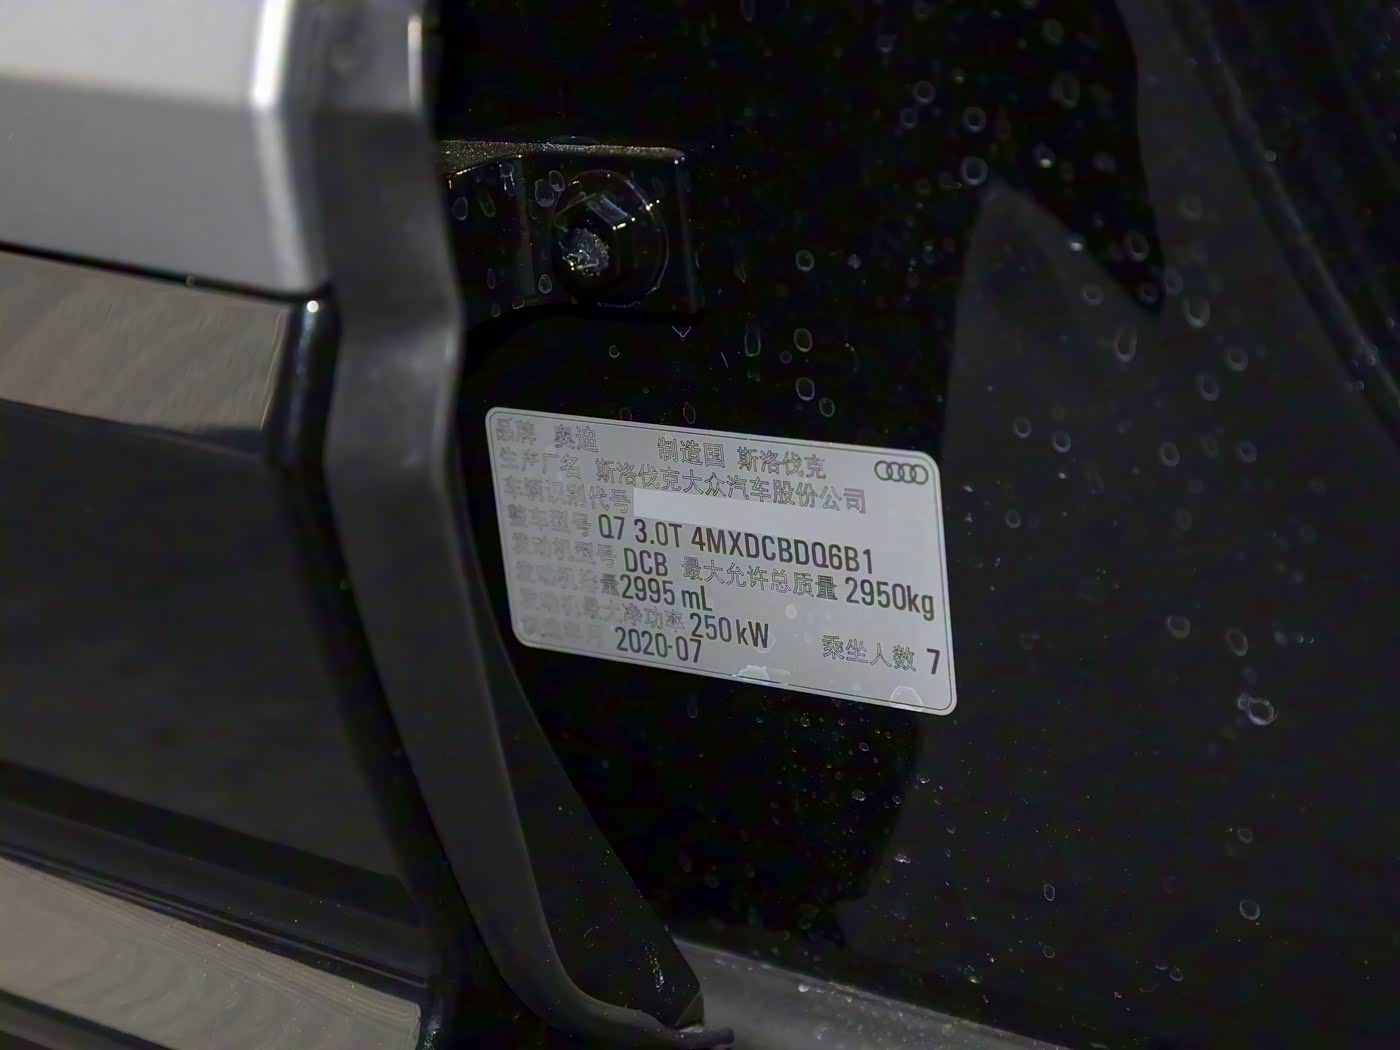 品牌 奥迪 制造国 斯洛伐克
生产厂名 斯洛伐克大众汽车股份公司
车辆识别代号
整车型号 Q7 3.0T 4MXDCBDQ6B1
发动机型号 DCB 最大允许总质量 2950kg
发动机排量 2995 mL
发动机最大净功率 250kW
制造年月 2020-07 乘坐人数 7